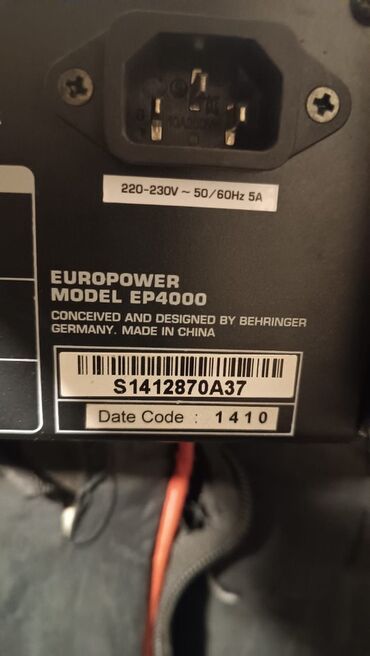 220-230V ~ 50/60Hz 5A
EUROPOWER
MODEL EP4000
CONCEIVED AND DESIGNED BY BEHRINGER
GERMANY. MADE IN CHINA
S1412870A37
Date Code : 1410